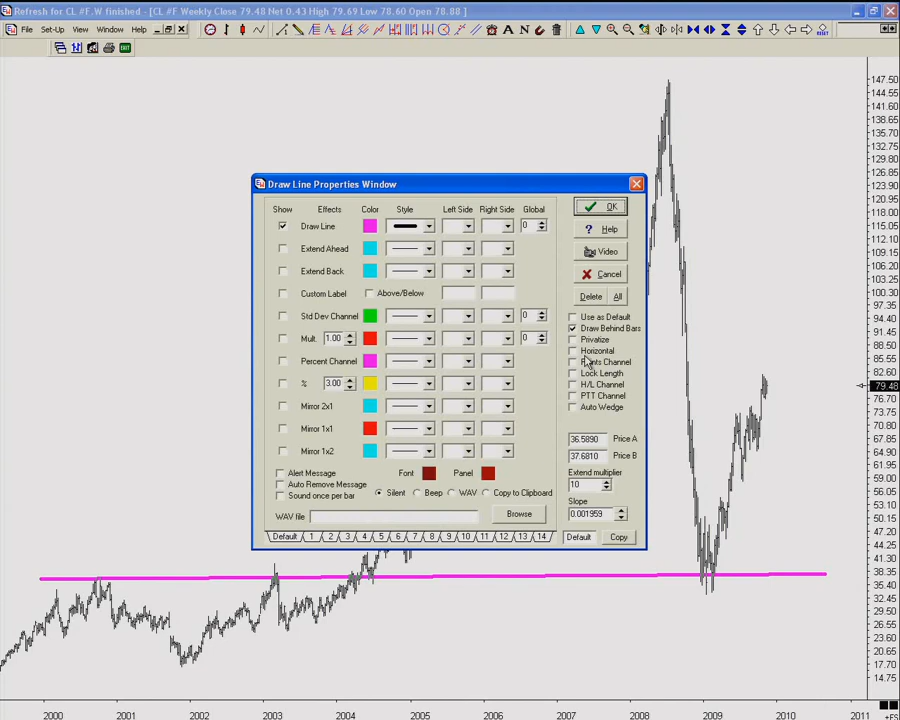 Refresh for CL #F.W finished - [CL #F Weekly Close 79.48 Net 0.43 High 79.69 Low 78.60 Open 78.88 ]
File Set-Up View Window Help
A N
RESET
EXIT
Draw Line Properties Window
Show Effects Color Style Left Side Right Side Global
Draw Line 0
Extend Ahead
Extend Back
Custom Label Above/Below
Std Dev Channel 0
Mult. 1.00 0
Percent Channel
% 3.00
Mirror 2x1
Mirror 1x1
Mirror 1x2
Alert Message Font Panel
Auto Remove Message
Sound once per bar Silent Beep WAV Copy to Clipboard
WAV file Browse
Default 1 2 3 4 5 6 7 8 9 10 11 12 13 14
OK
? Help
Video
Cancel
Delete All
Use as Default
Draw Behind Bars
Privatize
Horizontal
Points Channel
Lock Length
H/L Channel
PTT Channel
Auto Wedge
36.5890 Price A
37.6810 Price B
Extend multiplier
10
Slope
0.001959
Default Copy
147.50
144.55
141.60
138.65
135.70
132.75
129.80
126.85
123.90
120.95
118.00
115.05
112.10
109.15
106.20
103.25
100.30
97.35
94.40
91.45
88.50
85.55
82.60
79.48
76.70
73.75
70.80
67.85
64.90
61.95
59.00
56.05
53.10
50.15
47.20
44.25
41.30
38.35
35.40
32.45
29.50
26.55
23.60
20.65
17.70
14.75
2000 2001 2002 2003 2004 2005 2006 2007 2008 2009 2010 2011
+FS